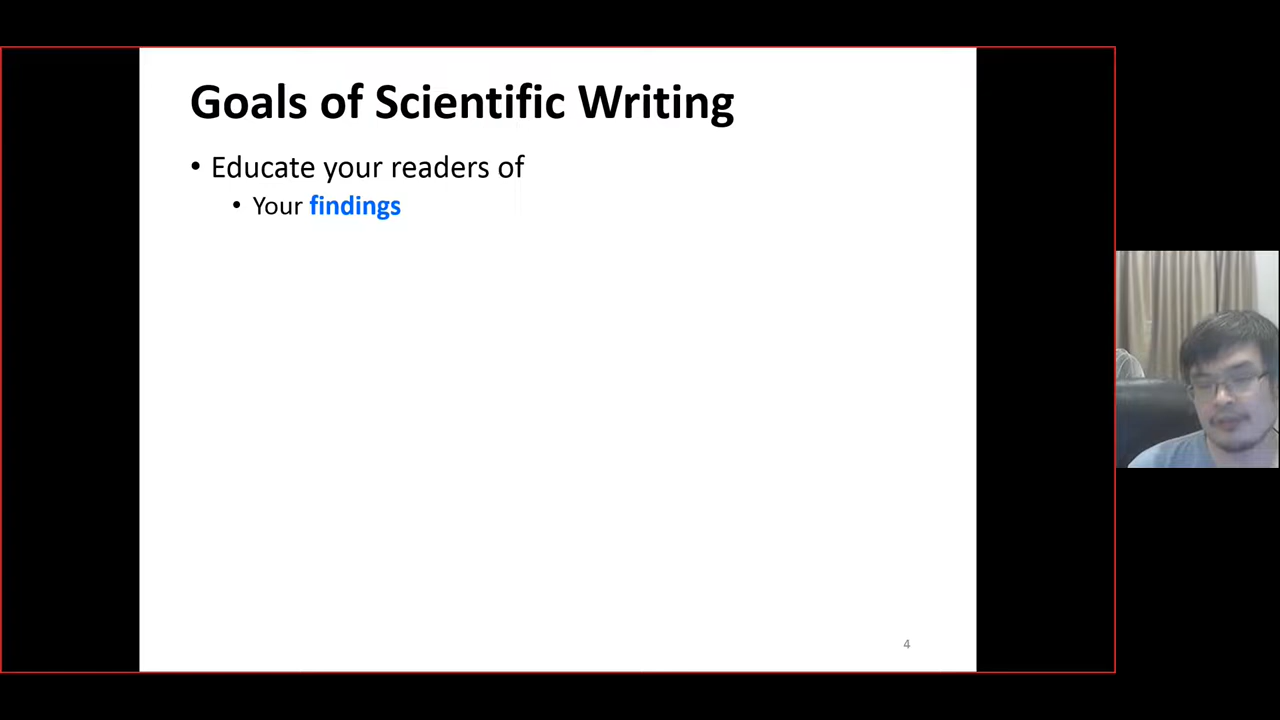 Goals of Scientific Writing
• Educate your readers of
• Your findings
4